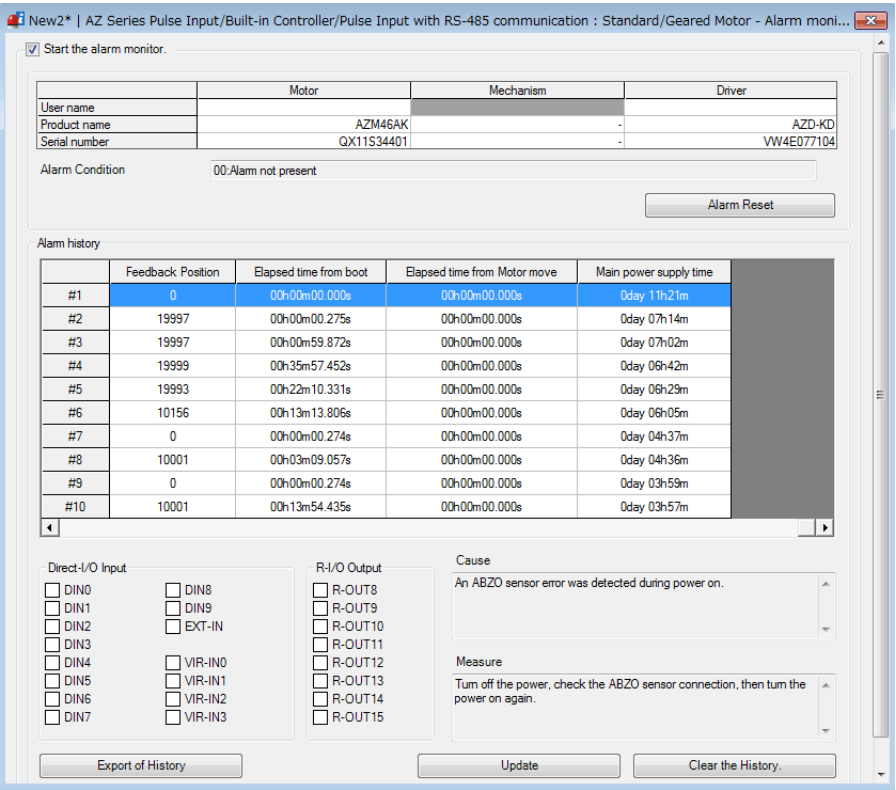 New2* | AZ Series Pulse Input/Built-in Controller/Pulse Input with RS-485 communication : Standard/Geared Motor - Alarm moni...
Start the alarm monitor.
Motor Mechanism Driver
User name
Product name AZM46AK - AZD-KD
Serial number QX11S34401 - VW4E077104
Alarm Condition 00:Alarm not present
Alarm Reset
Alarm history
Feedback Position Elapsed time from boot Elapsed time from Motor move Main power supply time
#1 0 00h00m00.000s 00h00m00.000s 0day 11h21m
#2 19997 00h00m00.275s 00h00m00.000s 0day 07h14m
#3 19997 00h00m59.872s 00h00m00.000s 0day 07h02m
#4 19999 00h35m57.452s 00h00m00.000s 0day 06h42m
#5 19993 00h22m10.331s 00h00m00.000s 0day 06h29m
#6 10156 00h13m13.806s 00h00m00.000s 0day 06h05m
#7 0 00h00m00.274s 00h00m00.000s 0day 04h37m
#8 10001 00h03m09.057s 00h00m00.000s 0day 04h36m
#9 0 00h00m00.274s 00h00m00.000s 0day 03h59m
#10 10001 00h13m54.435s 00h00m00.000s 0day 03h57m
Direct-I/O Input
DIN0 DIN8
DIN1 DIN9
DIN2 EXT-IN
DIN3
DIN4 VIR-IN0
DIN5 VIR-IN1
DIN6 VIR-IN2
DIN7 VIR-IN3
R-I/O Output
R-OUT8
R-OUT9
R-OUT10
R-OUT11
R-OUT12
R-OUT13
R-OUT14
R-OUT15
Cause
An ABZO sensor error was detected during power on.
Measure
Turn off the power, check the ABZO sensor connection, then turn the
power on again.
Export of History Update Clear the History.